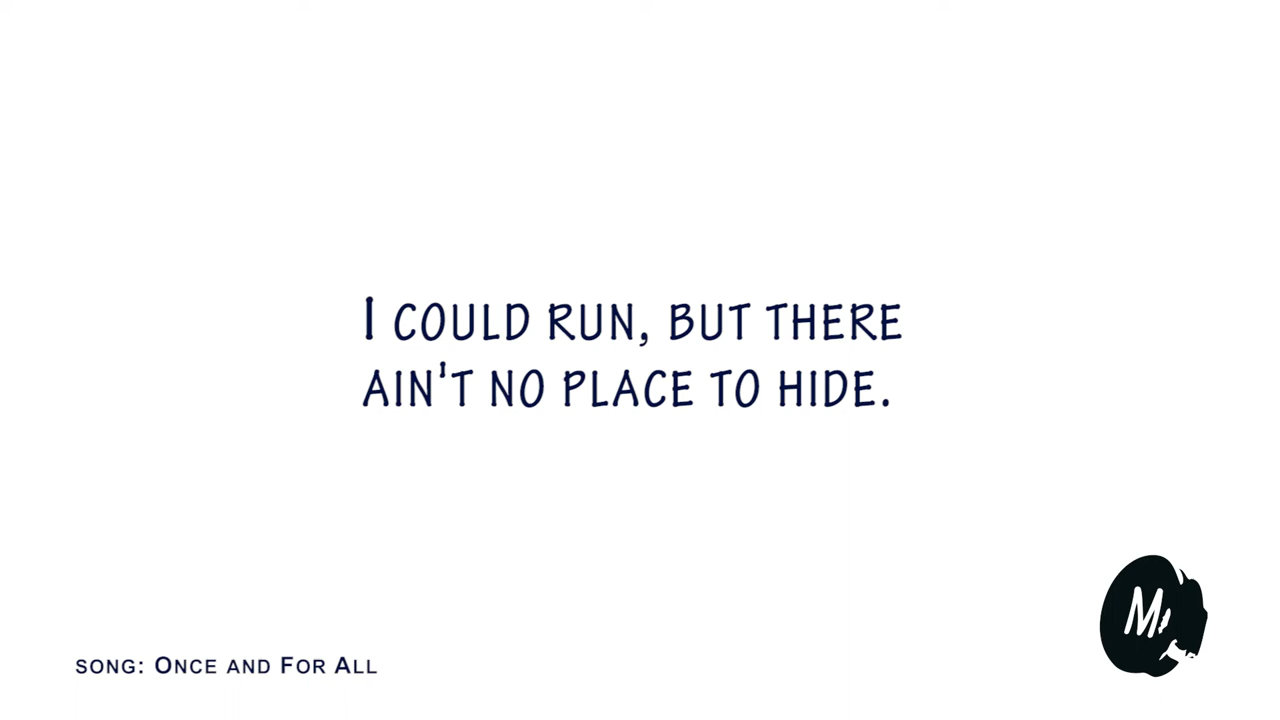 I COULD RUN, BUT THERE
AIN'T NO PLACE TO HIDE.
SONG: ONCE AND FOR ALL
M